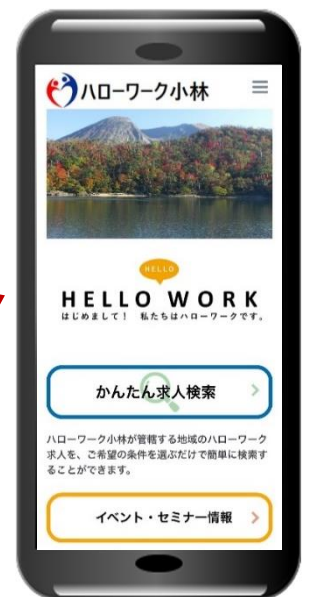 ハローワーク小林
HELLO
HELLO WORK
はじめまして! 私たちはハローワークです。
かんたん求人検索
ハローワーク小林が管轄する地域のハローワーク
求人を、ご希望の条件を選ぶだけで簡単に検索す
ることができます。
イベント・セミナー情報